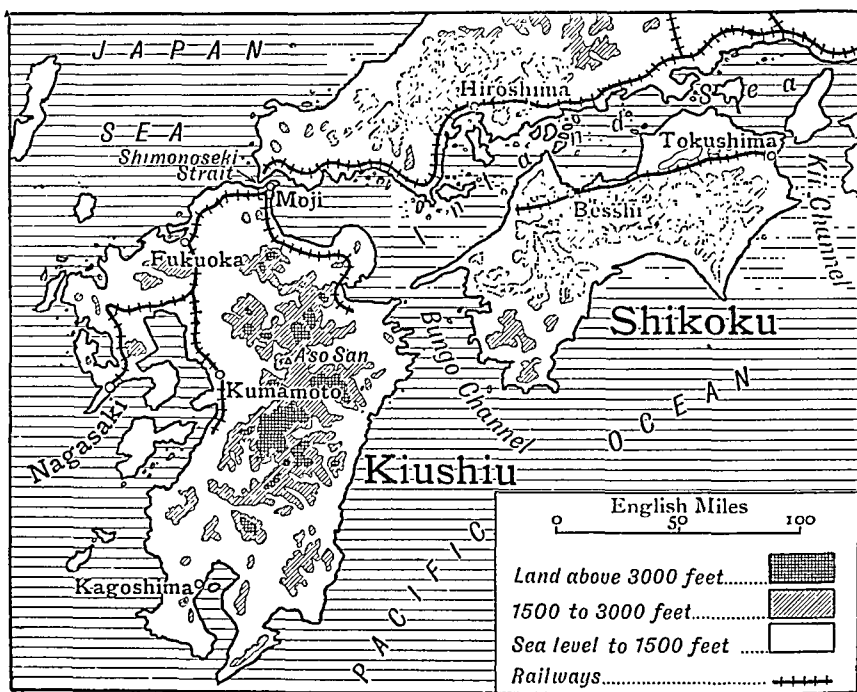 JAPAN
SEA
Shimonoseki
Strait
Moji
Hiroshima
Inland Sea
Tokushima
Kii Channel
Besshi
Fukuoka
Shikoku
Bungo Channel
Aso San
Kumamoto
Nagasaki
Kiushiu
Kagoshima
PACIFIC OCEAN
English Miles
0 50 100
Land above 3000 feet
1500 to 3000 feet
Sea level to 1500 feet
Railways